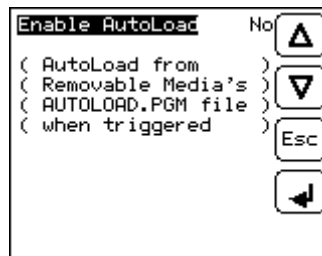 Enable AutoLoad No
( AutoLoad from )
( Removable Media's )
( AUTOLOAD.PGM file )
( when triggered )
Esc